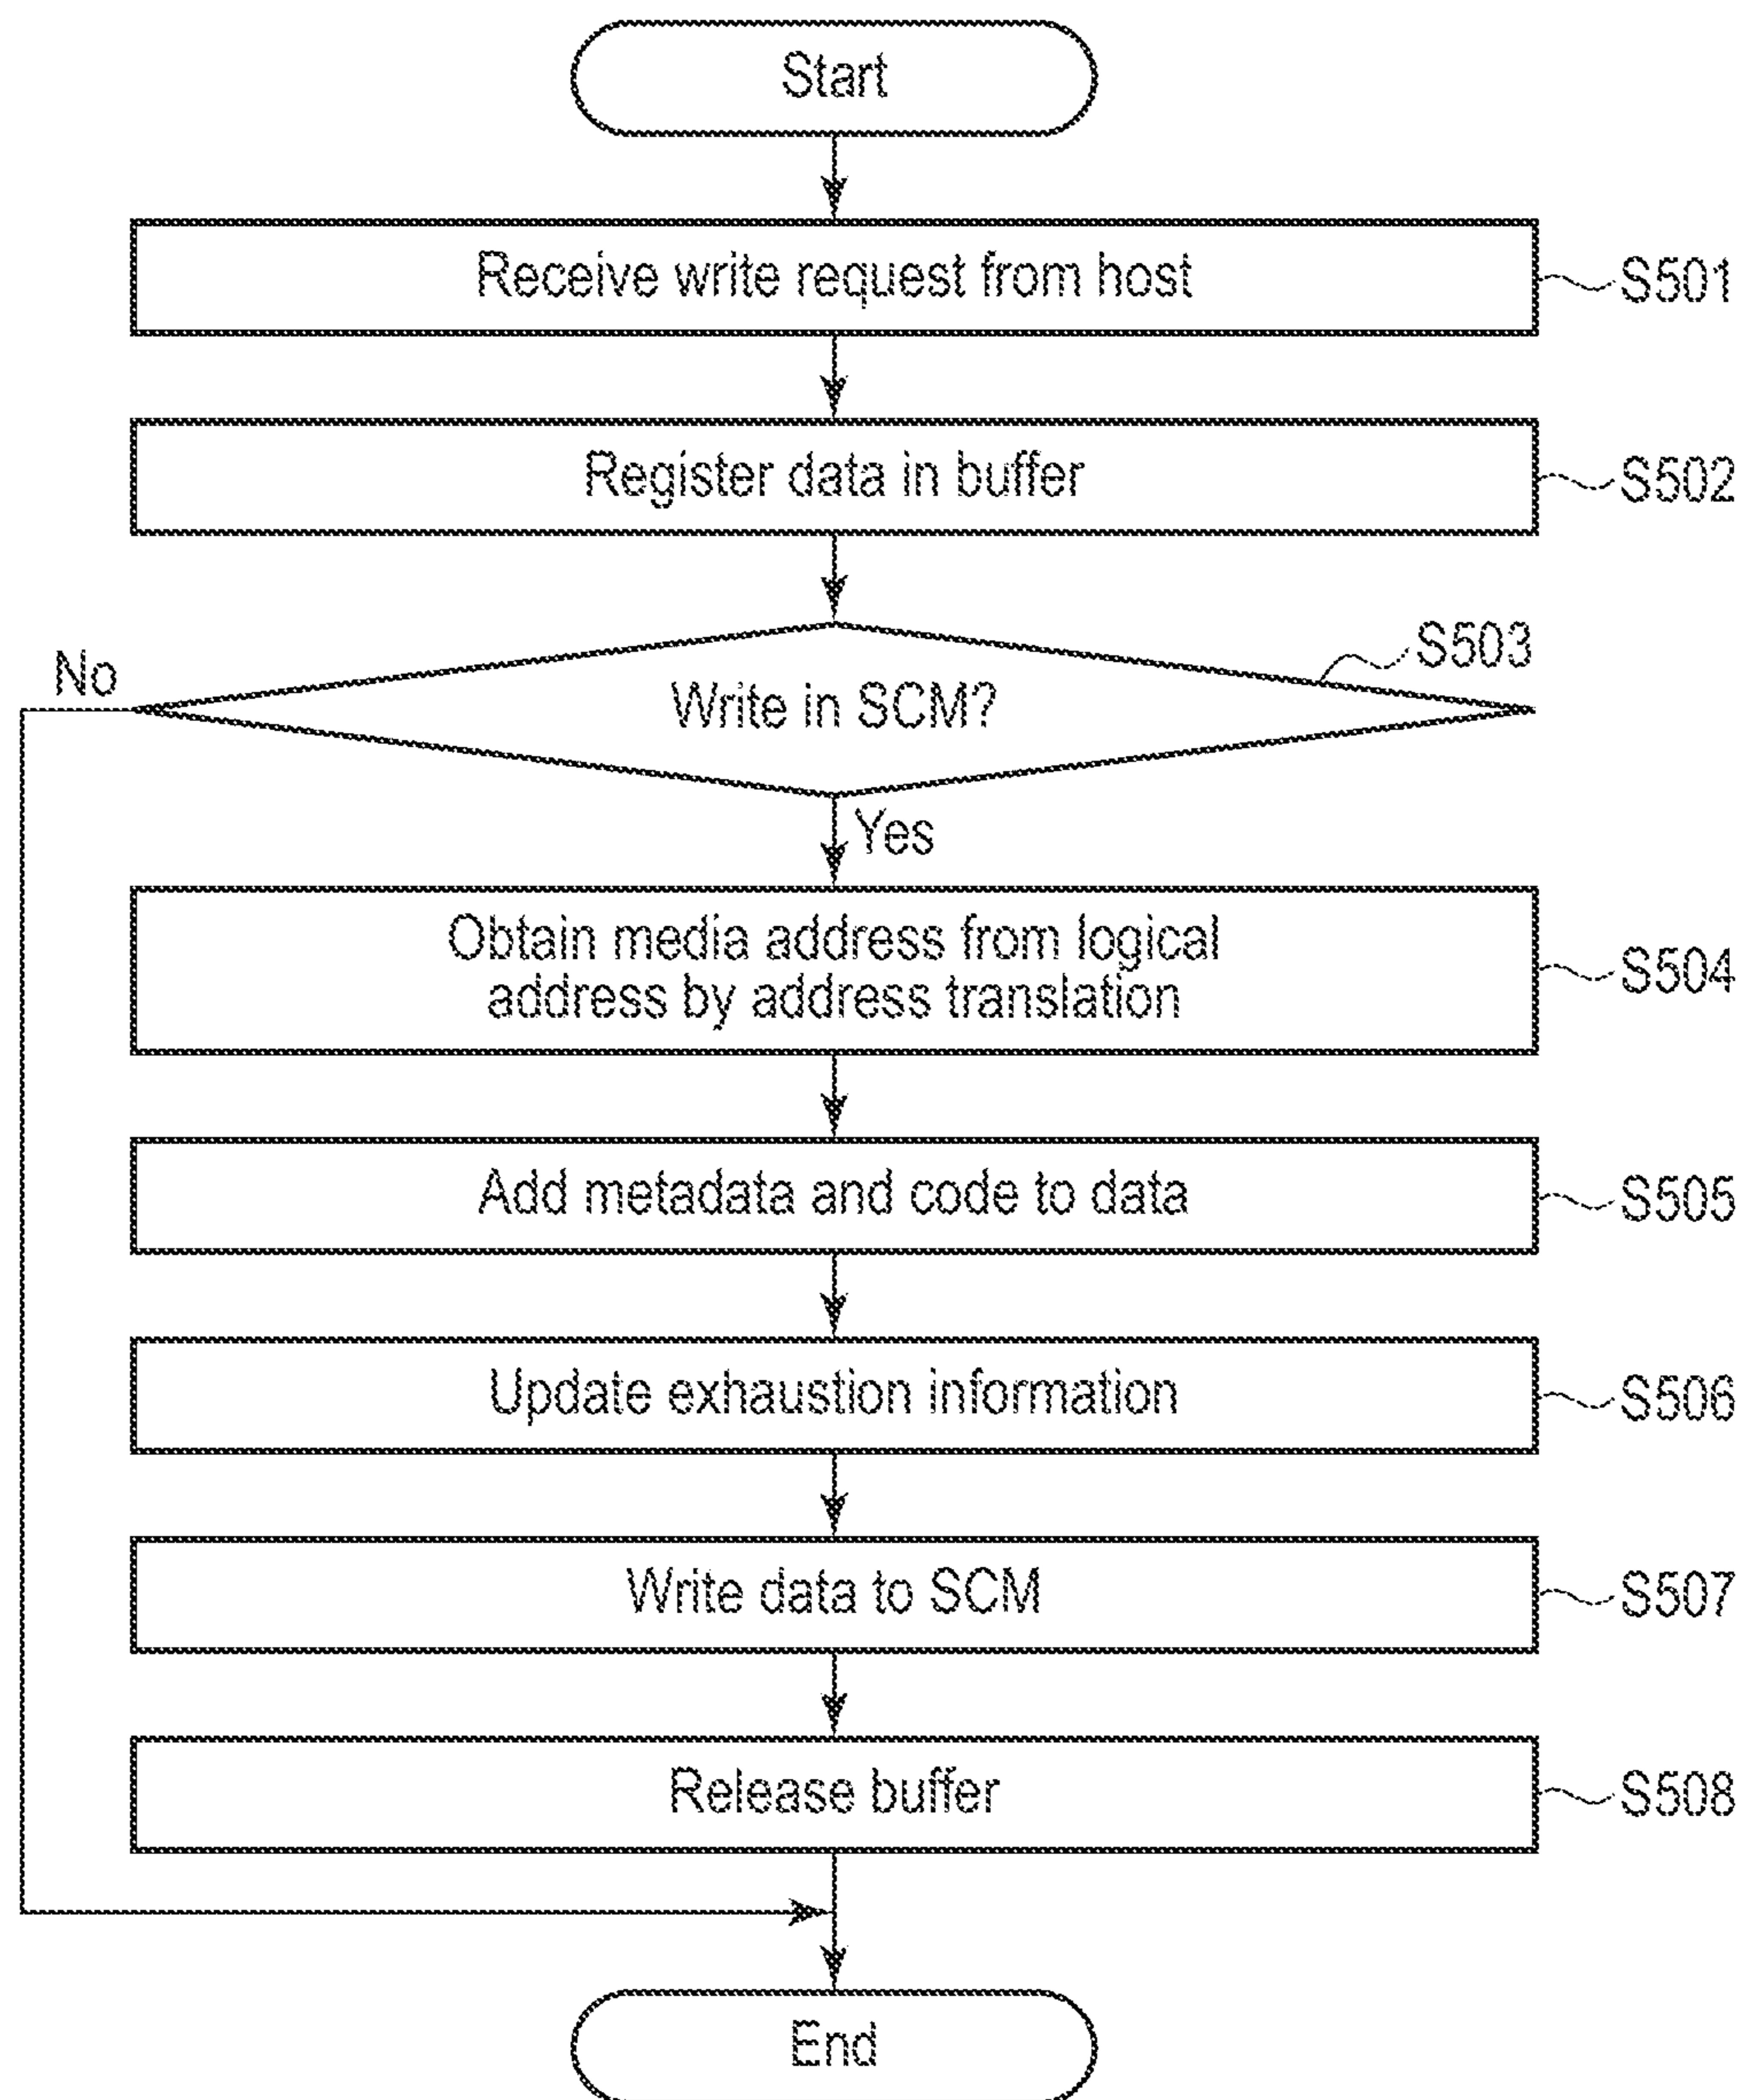 Start
Receive write request from host
S501
Register data in buffer
S502
S503
No
Write in SCM?
Yes
Obtain media address from logical
address by address translation
S504
Add metadata and code to data
S505
Update exhaustion information
S506
Write data to SCM
S507
Release buffer
S508
End